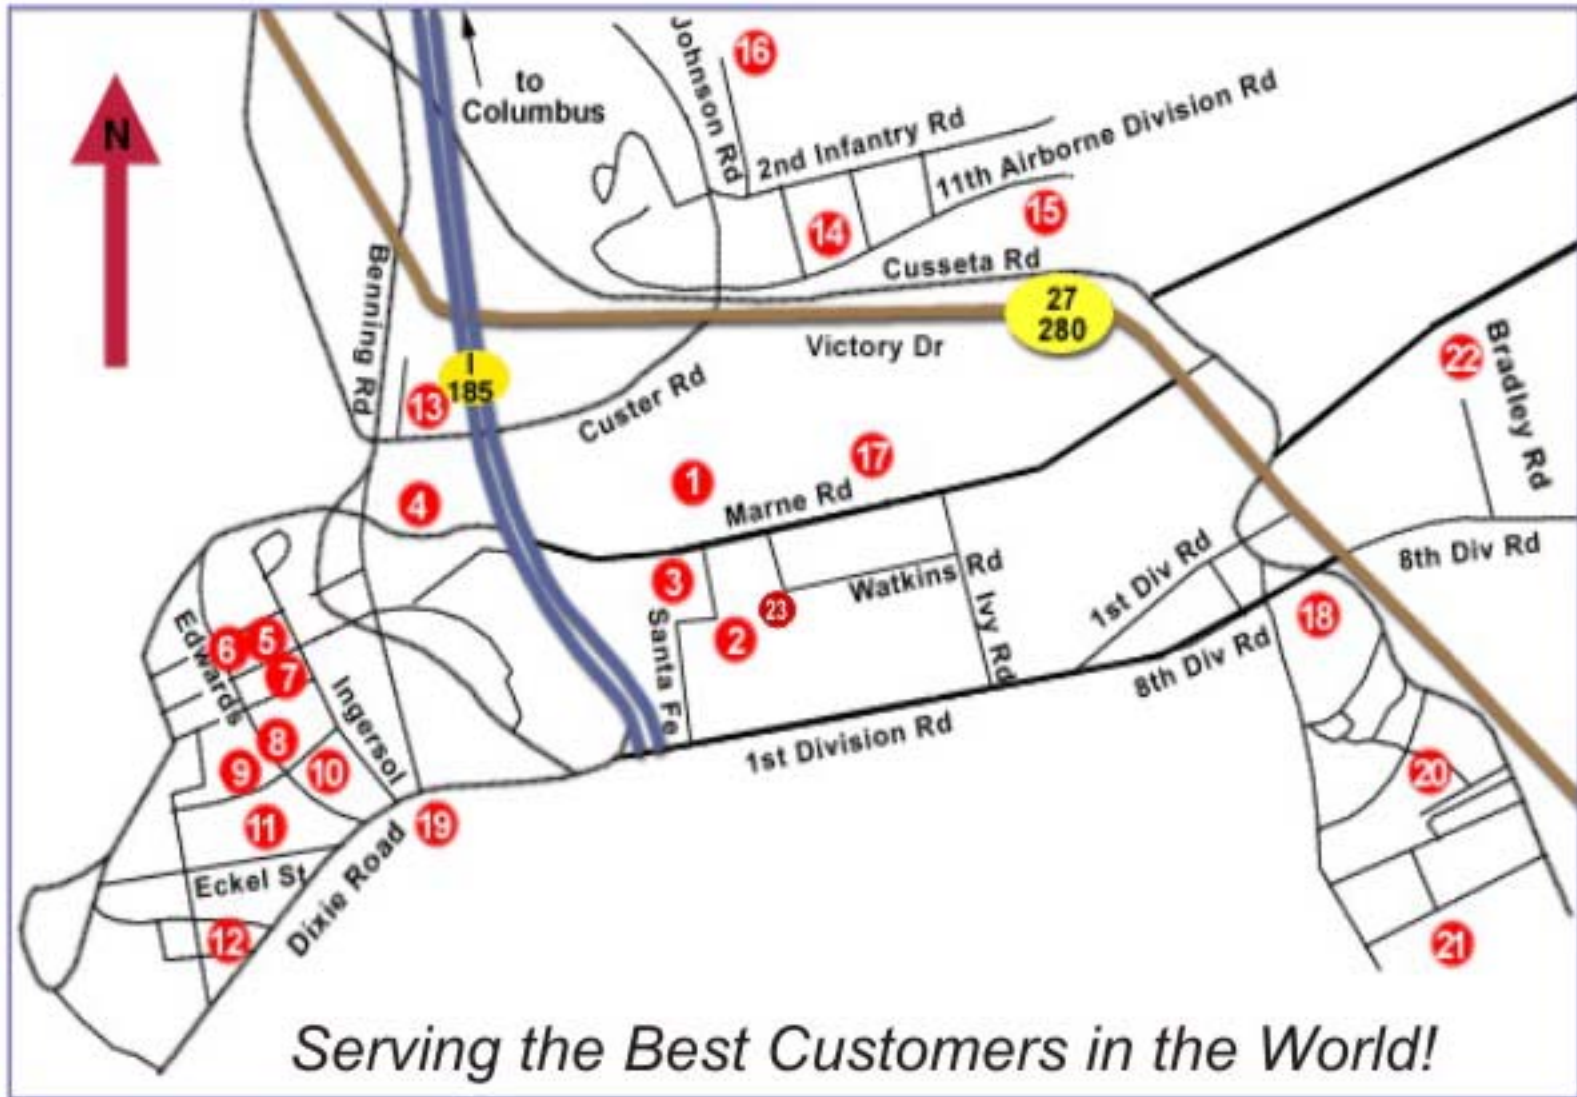 N
to
Columbus
Johnson Rd
16
2nd Infantry Rd
11th Airborne Division Rd
14
15
Cusseta Rd
Benning Rd
27
280
Victory Dr
I
185
13
Custer Rd
22
Bradley Rd
4
1
17
Marne Rd
3
Santa Fe
23
2
Watkins Rd
Ivy Rd
1st Div Rd
8th Div Rd
8th Div Rd
18
Edwards
6
5
7
Ingersol
8
9
10
11
19
1st Division Rd
20
Eckel St
Dixie Road
12
21
Serving the Best Customers in the World!